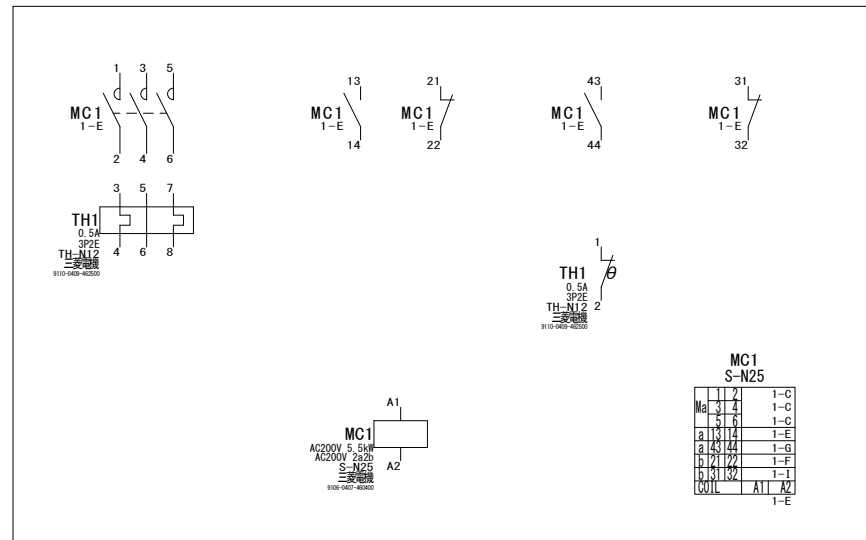 1 3 5
MC1
1-E
2 4 6
13
MC1
1-E
14
21
MC1
1-E
22
43
MC1
1-E
44
31
MC1
1-E
32
3 5 7
TH1
0.5A
3P2E
TH-N12
三菱電機
9110-0409-462500
4 6 8
1
TH1
θ
0.5A
3P2E
TH-N12
三菱電機
9110-0409-462500
2
A1
MC1
AC200V 5.5kW
AC200V 2a2b
S-N25
三菱電機
9106-0407-460400
A2
MC1
S-N25
Ma 1 2 1-C
3 4 1-C
5 6 1-C
a 13 14 1-E
a 43 44 1-G
b 21 22 1-F
b 31 32 1-I
COIL A1 A2
1-E